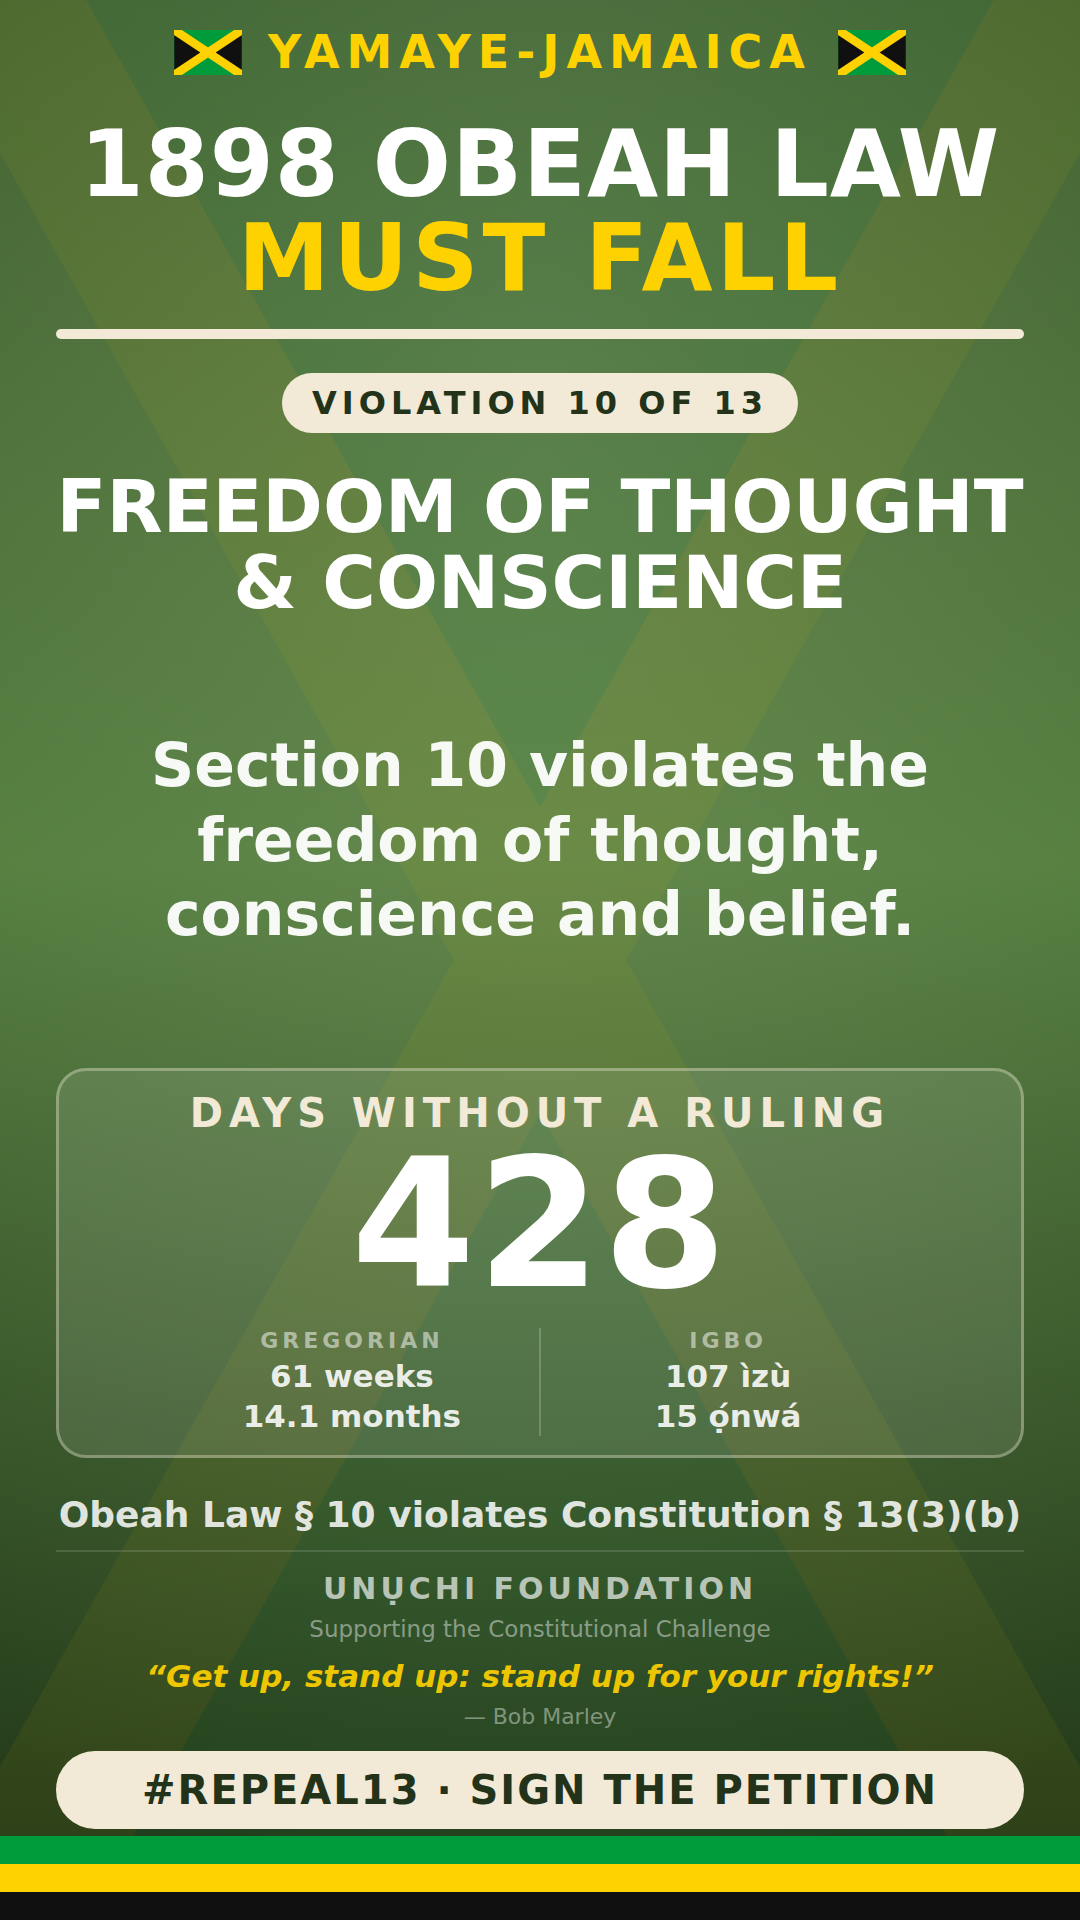 YAMAYE-JAMAICA
1898 OBEAH LAW
MUST FALL
VIOLATION 10 OF 13
FREEDOM OF THOUGHT
& CONSCIENCE
Section 10 violates the
freedom of thought,
conscience and belief.
DAYS WITHOUT A RULING
428
GREGORIAN
61 weeks
14.1 months
IGBO
107 ìzù
15 ọ́nwá
Obeah Law § 10 violates Constitution § 13(3)(b)
UNỤCHI FOUNDATION
Supporting the Constitutional Challenge
“Get up, stand up: stand up for your rights!”
— Bob Marley
#REPEAL13 · SIGN THE PETITION